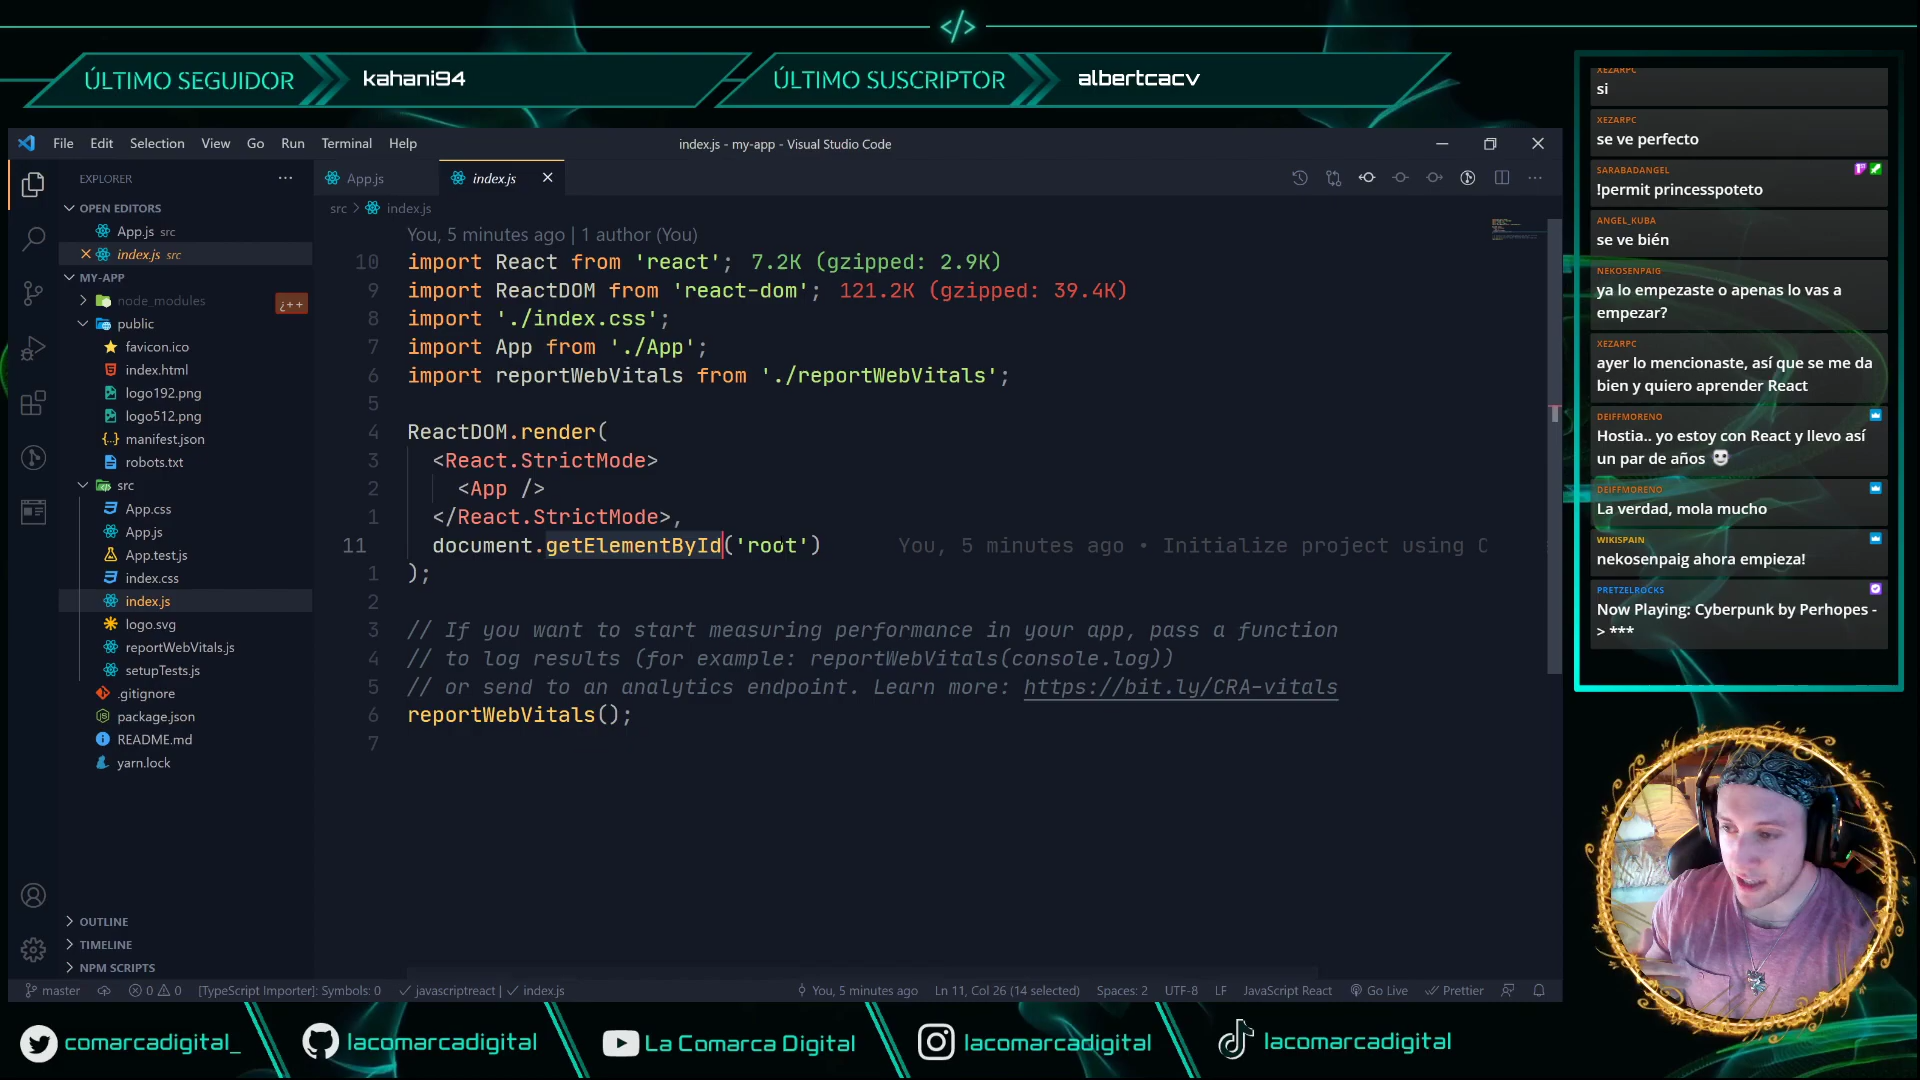 </>
ÚLTIMO SEGUIDOR
kahani94
ÚLTIMO SUSCRIPTOR
albertcacv
File Edit Selection View Go Run Terminal Help
index.js - my-app - Visual Studio Code
EXPLORER
OPEN EDITORS
App.js src
index.js src
MY-APP
node_modules
¿++
public
favicon.ico
index.html
logo192.png
logo512.png
manifest.json
robots.txt
src
App.css
App.js
App.test.js
index.css
index.js
logo.svg
reportWebVitals.js
setupTests.js
.gitignore
package.json
README.md
yarn.lock
OUTLINE
TIMELINE
NPM SCRIPTS
App.js
index.js
src > index.js
You, 5 minutes ago | 1 author (You)
10 import React from 'react'; 7.2K (gzipped: 2.9K)
9 import ReactDOM from 'react-dom'; 121.2K (gzipped: 39.4K)
8 import './index.css';
7 import App from './App';
6 import reportWebVitals from './reportWebVitals';
5
4 ReactDOM.render(
3 <React.StrictMode>
2 <App />
1 </React.StrictMode>,
11 document.getElementById('root') You, 5 minutes ago • Initialize project using C
1 );
2
3 // If you want to start measuring performance in your app, pass a function
4 // to log results (for example: reportWebVitals(console.log))
5 // or send to an analytics endpoint. Learn more: https://bit.ly/CRA-vitals
6 reportWebVitals();
7
master 0 0 [TypeScript Importer]: Symbols: 0 javascriptreact | index.js You, 5 minutes ago Ln 11, Col 26 (14 selected) Spaces: 2 UTF-8 LF JavaScript React Go Live Prettier
XEZARPC
si
XEZARPC
se ve perfecto
SARABADANGEL
!permit princesspoteto
ANGEL_KUBA
se ve bién
NEKOSENPAIG
ya lo empezaste o apenas lo vas a
empezar?
XEZARPC
ayer lo mencionaste, así que se me da
bien y quiero aprender React
DEIFFMORENO
Hostia.. yo estoy con React y llevo así
un par de años
DEIFFMORENO
La verdad, mola mucho
WIKISPAIN
nekosenpaig ahora empieza!
PRETZELROCKS
Now Playing: Cyberpunk by Perhopes -
> ***
comarcadigital_
lacomarcadigital
La Comarca Digital
lacomarcadigital
lacomarcadigital